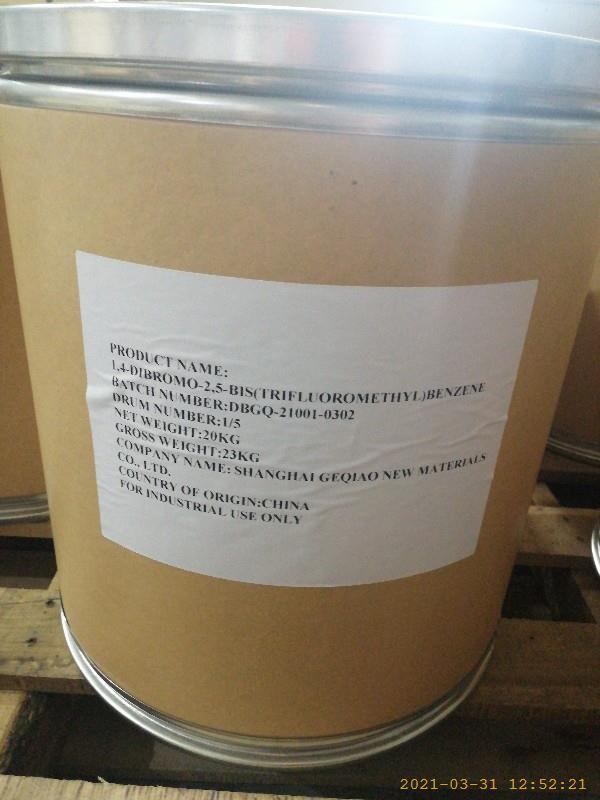 PRODUCT NAME:
1,4-DIBROMO-2,5-BIS(TRIFLUOROMETHYL)BENZENE
BATCH NUMBER:DBGQ-21001-0302
DRUM NUMBER:1/5
NET WEIGHT:20KG
GROSS WEIGHT:23KG
COMPANY NAME: SHANGHAI GEQIAO NEW MATERIALS
CO., LTD.
COUNTRY OF ORIGIN:CHINA
FOR INDUSTRIAL USE ONLY
2021-03-31 12:52:21